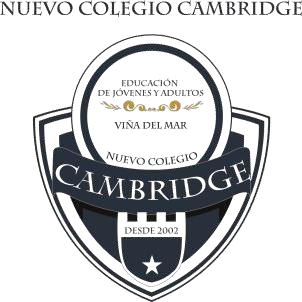 NUEVO COLEGIO CAMBRIDGE
EDUCACIÓN
DE JÓVENES Y ADULTOS
VIÑA DEL MAR
NUEVO COLEGIO
CAMBRIDGE
DESDE 2002